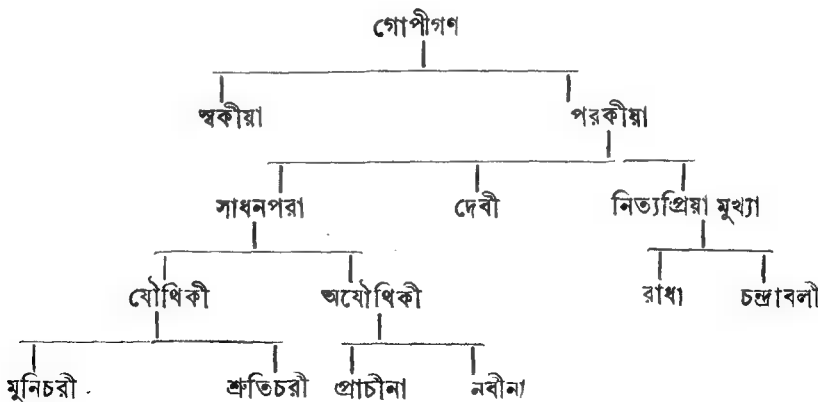 গোপীগণ
স্বকীয়া পরকীয়া
সাধনপরা দেবী নিত্যপ্রিয়া মুখ্যা
যৌথিকী অযৌথিকী রাধা চন্দ্রাবলী
মুনিচরী শ্রুতিচরী প্রাচীনা নবীনা